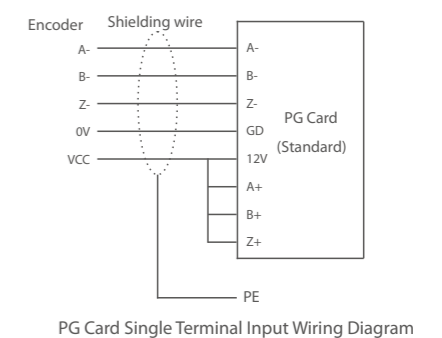 Encoder Shielding wire
A- A-
B- B-
Z- Z-
0V GD
VCC 12V
A+
B+
Z+
PG Card
(Standard)
PE
PG Card Single Terminal Input Wiring Diagram